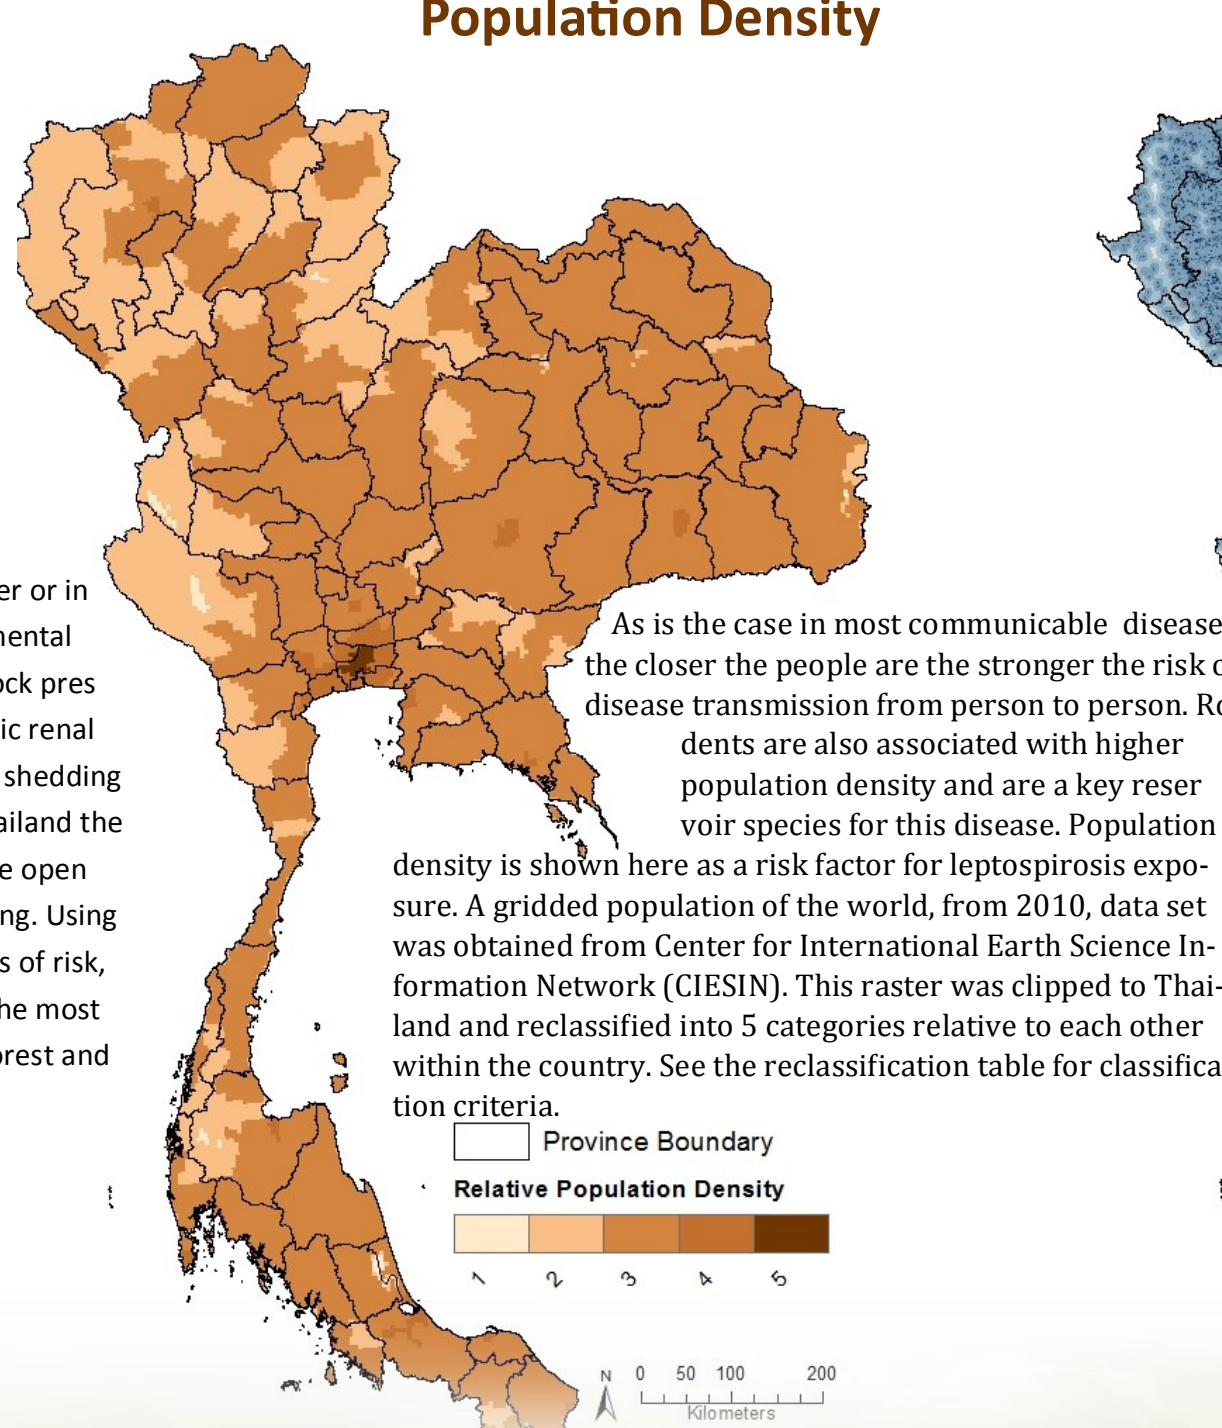 Population Density
er or in
mental
ock pres
ic renal
shedding
ailand the
e open
ng. Using
s of risk,
he most
orest and
As is the case in most communicable disease
the closer the people are the stronger the risk o
disease transmission from person to person. Ro
dents are also associated with higher
population density and are a key reser
voir species for this disease. Population
density is shown here as a risk factor for leptospirosis expo-
sure. A gridded population of the world, from 2010, data set
was obtained from Center for International Earth Science In-
formation Network (CIESIN). This raster was clipped to Thai-
land and reclassified into 5 categories relative to each other
within the country. See the reclassification table for classifica
tion criteria.
Province Boundary
Relative Population Density
1 2 3 4 5
N 0 50 100 200
Kilometers